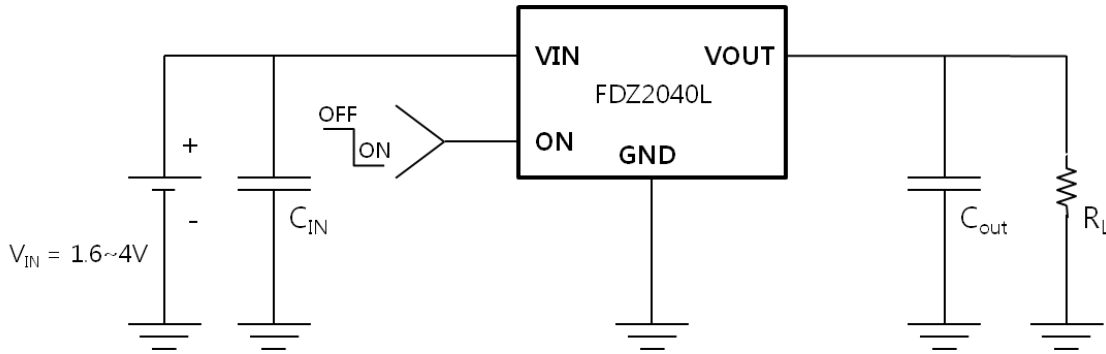 VIN VOUT
FDZ2040L
OFF
ON
ON
GND
+
-
C_IN
C_out
R_L
V_IN = 1.6~4V